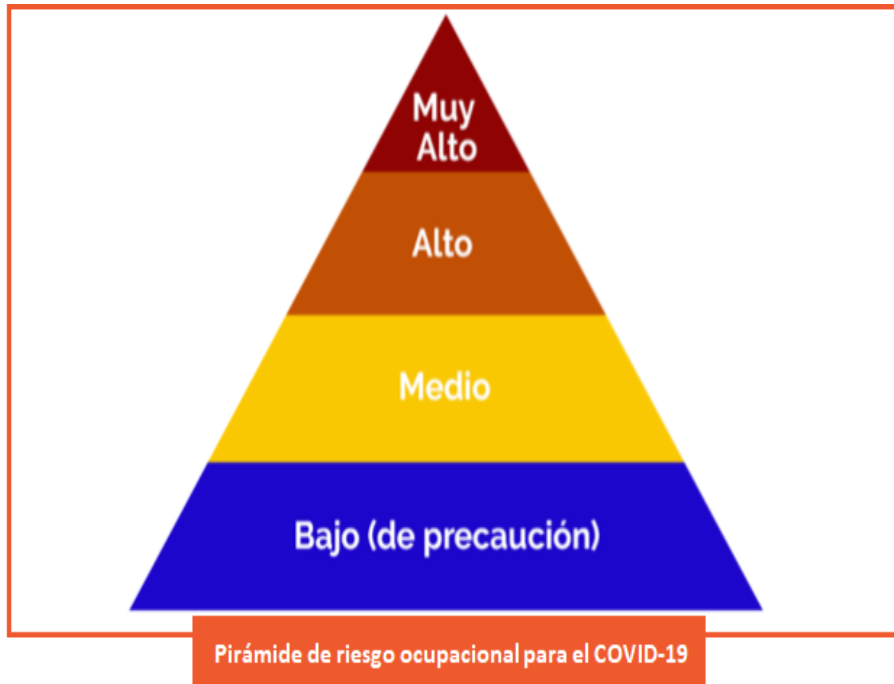 Muy
Alto
Alto
Medio
Bajo (de precaución)
Pirámide de riesgo ocupacional para el COVID-19